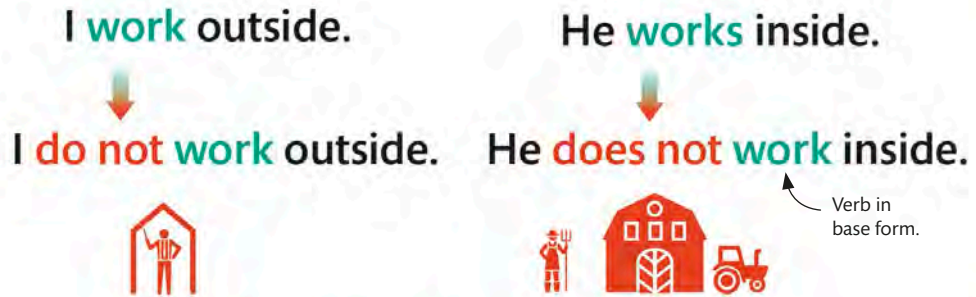 I work outside.
He works inside.
I do not work outside.
He does not work inside.
Verb in
base form.